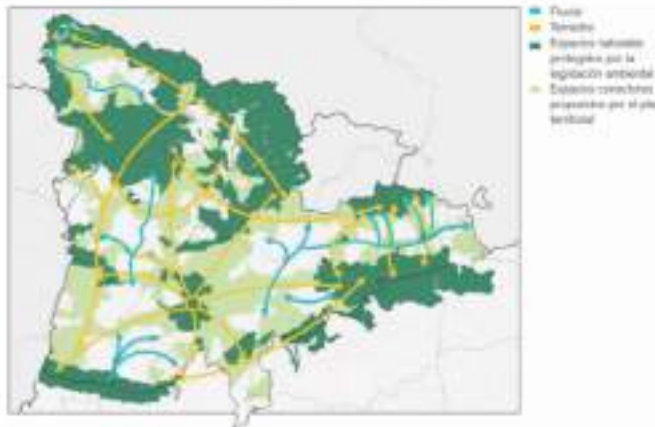 Fluvial
Terrestre
Espacios naturales
protegidos por la
legislación ambiental
Espacios conectores
propuestos por el plan
territorial